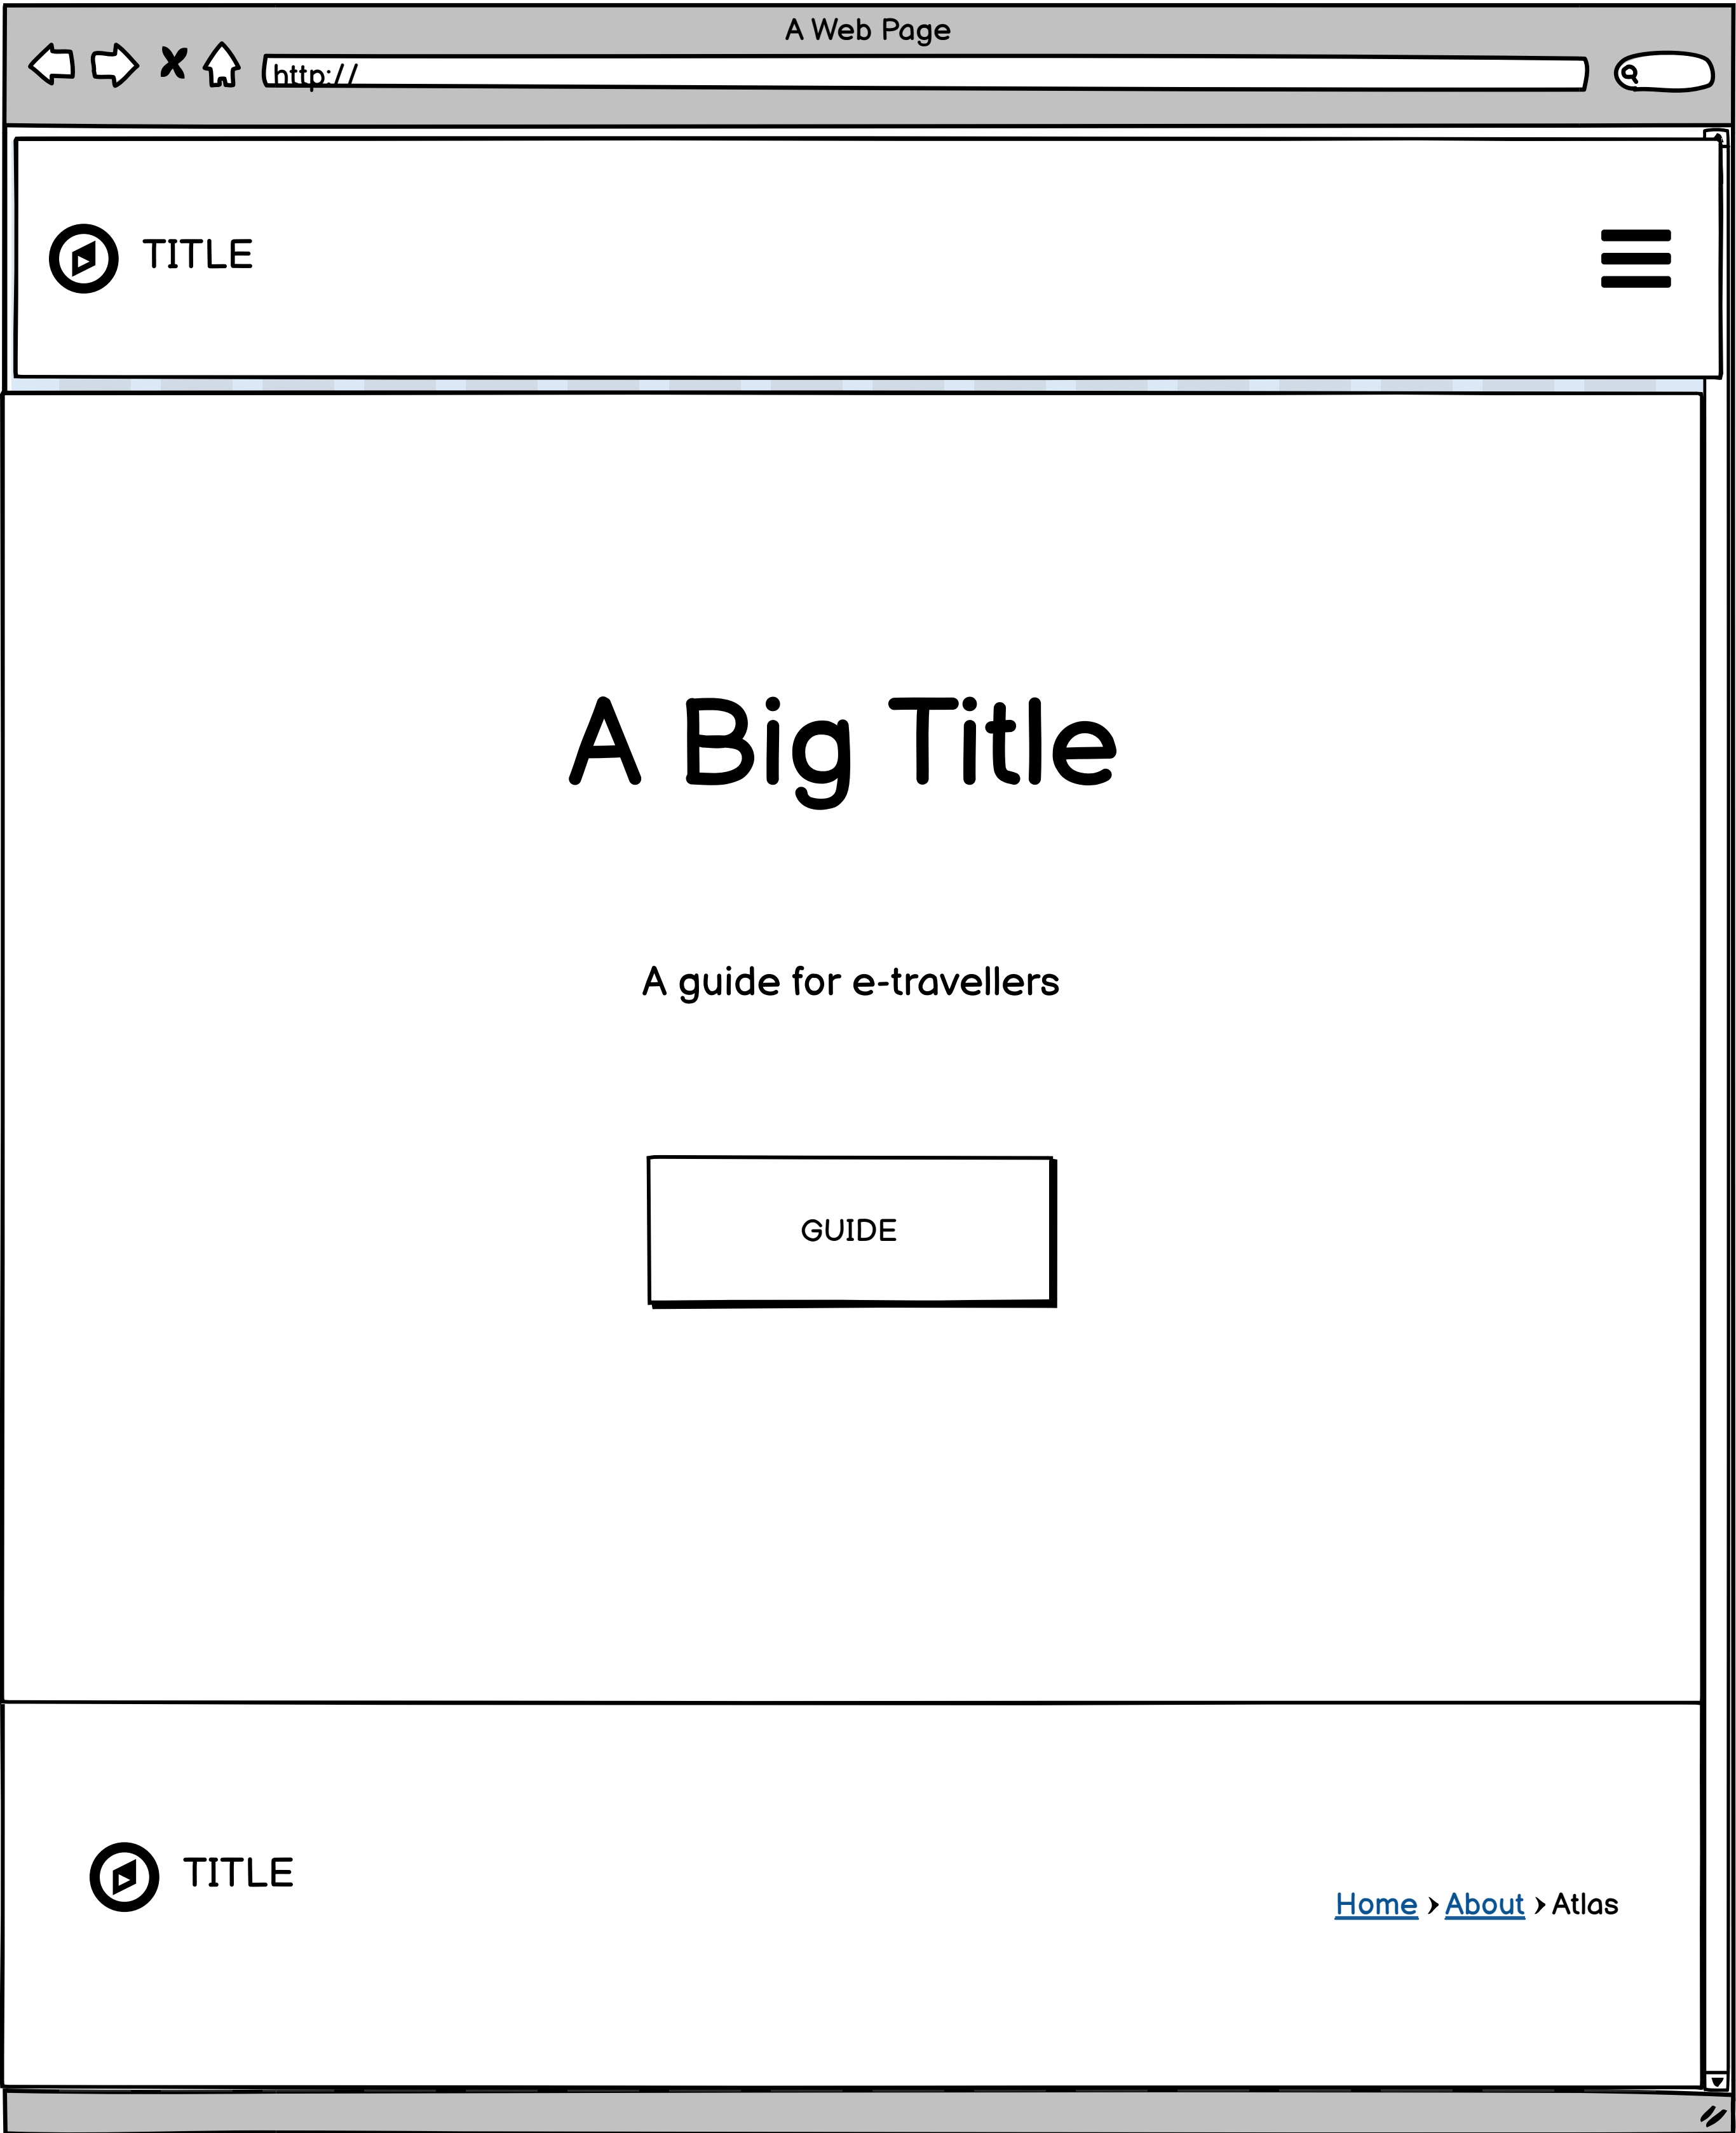 A Web Page
http://
TITLE
A Big Title
A guide for e-travellers
GUIDE
TITLE
Home > About > Atlas